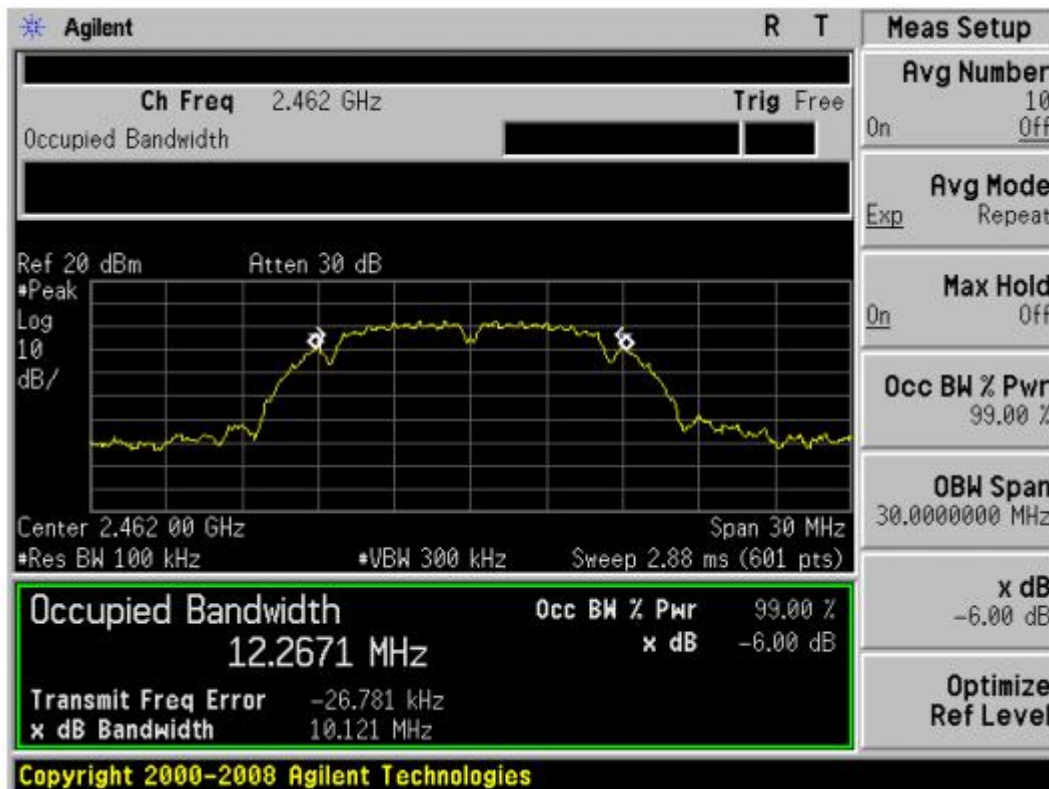 Agilent R T
Ch Freq 2.462 GHz Trig Free
Occupied Bandwidth
Ref 20 dBm Atten 30 dB
#Peak
Log
10
dB/
Center 2.462 00 GHz Span 30 MHz
#Res BW 100 kHz #VBW 300 kHz Sweep 2.88 ms (601 pts)
Occupied Bandwidth Occ BW % Pwr 99.00 %
12.2671 MHz x dB -6.00 dB
Transmit Freq Error -26.781 kHz
x dB Bandwidth 10.121 MHz
Copyright 2000-2008 Agilent Technologies
Meas Setup
Avg Number
10
On Off
Avg Mode
Exp Repeat
Max Hold
On Off
Occ BW % Pwr
99.00 %
OBW Span
30.0000000 MHz
x dB
-6.00 dB
Optimize
Ref Level